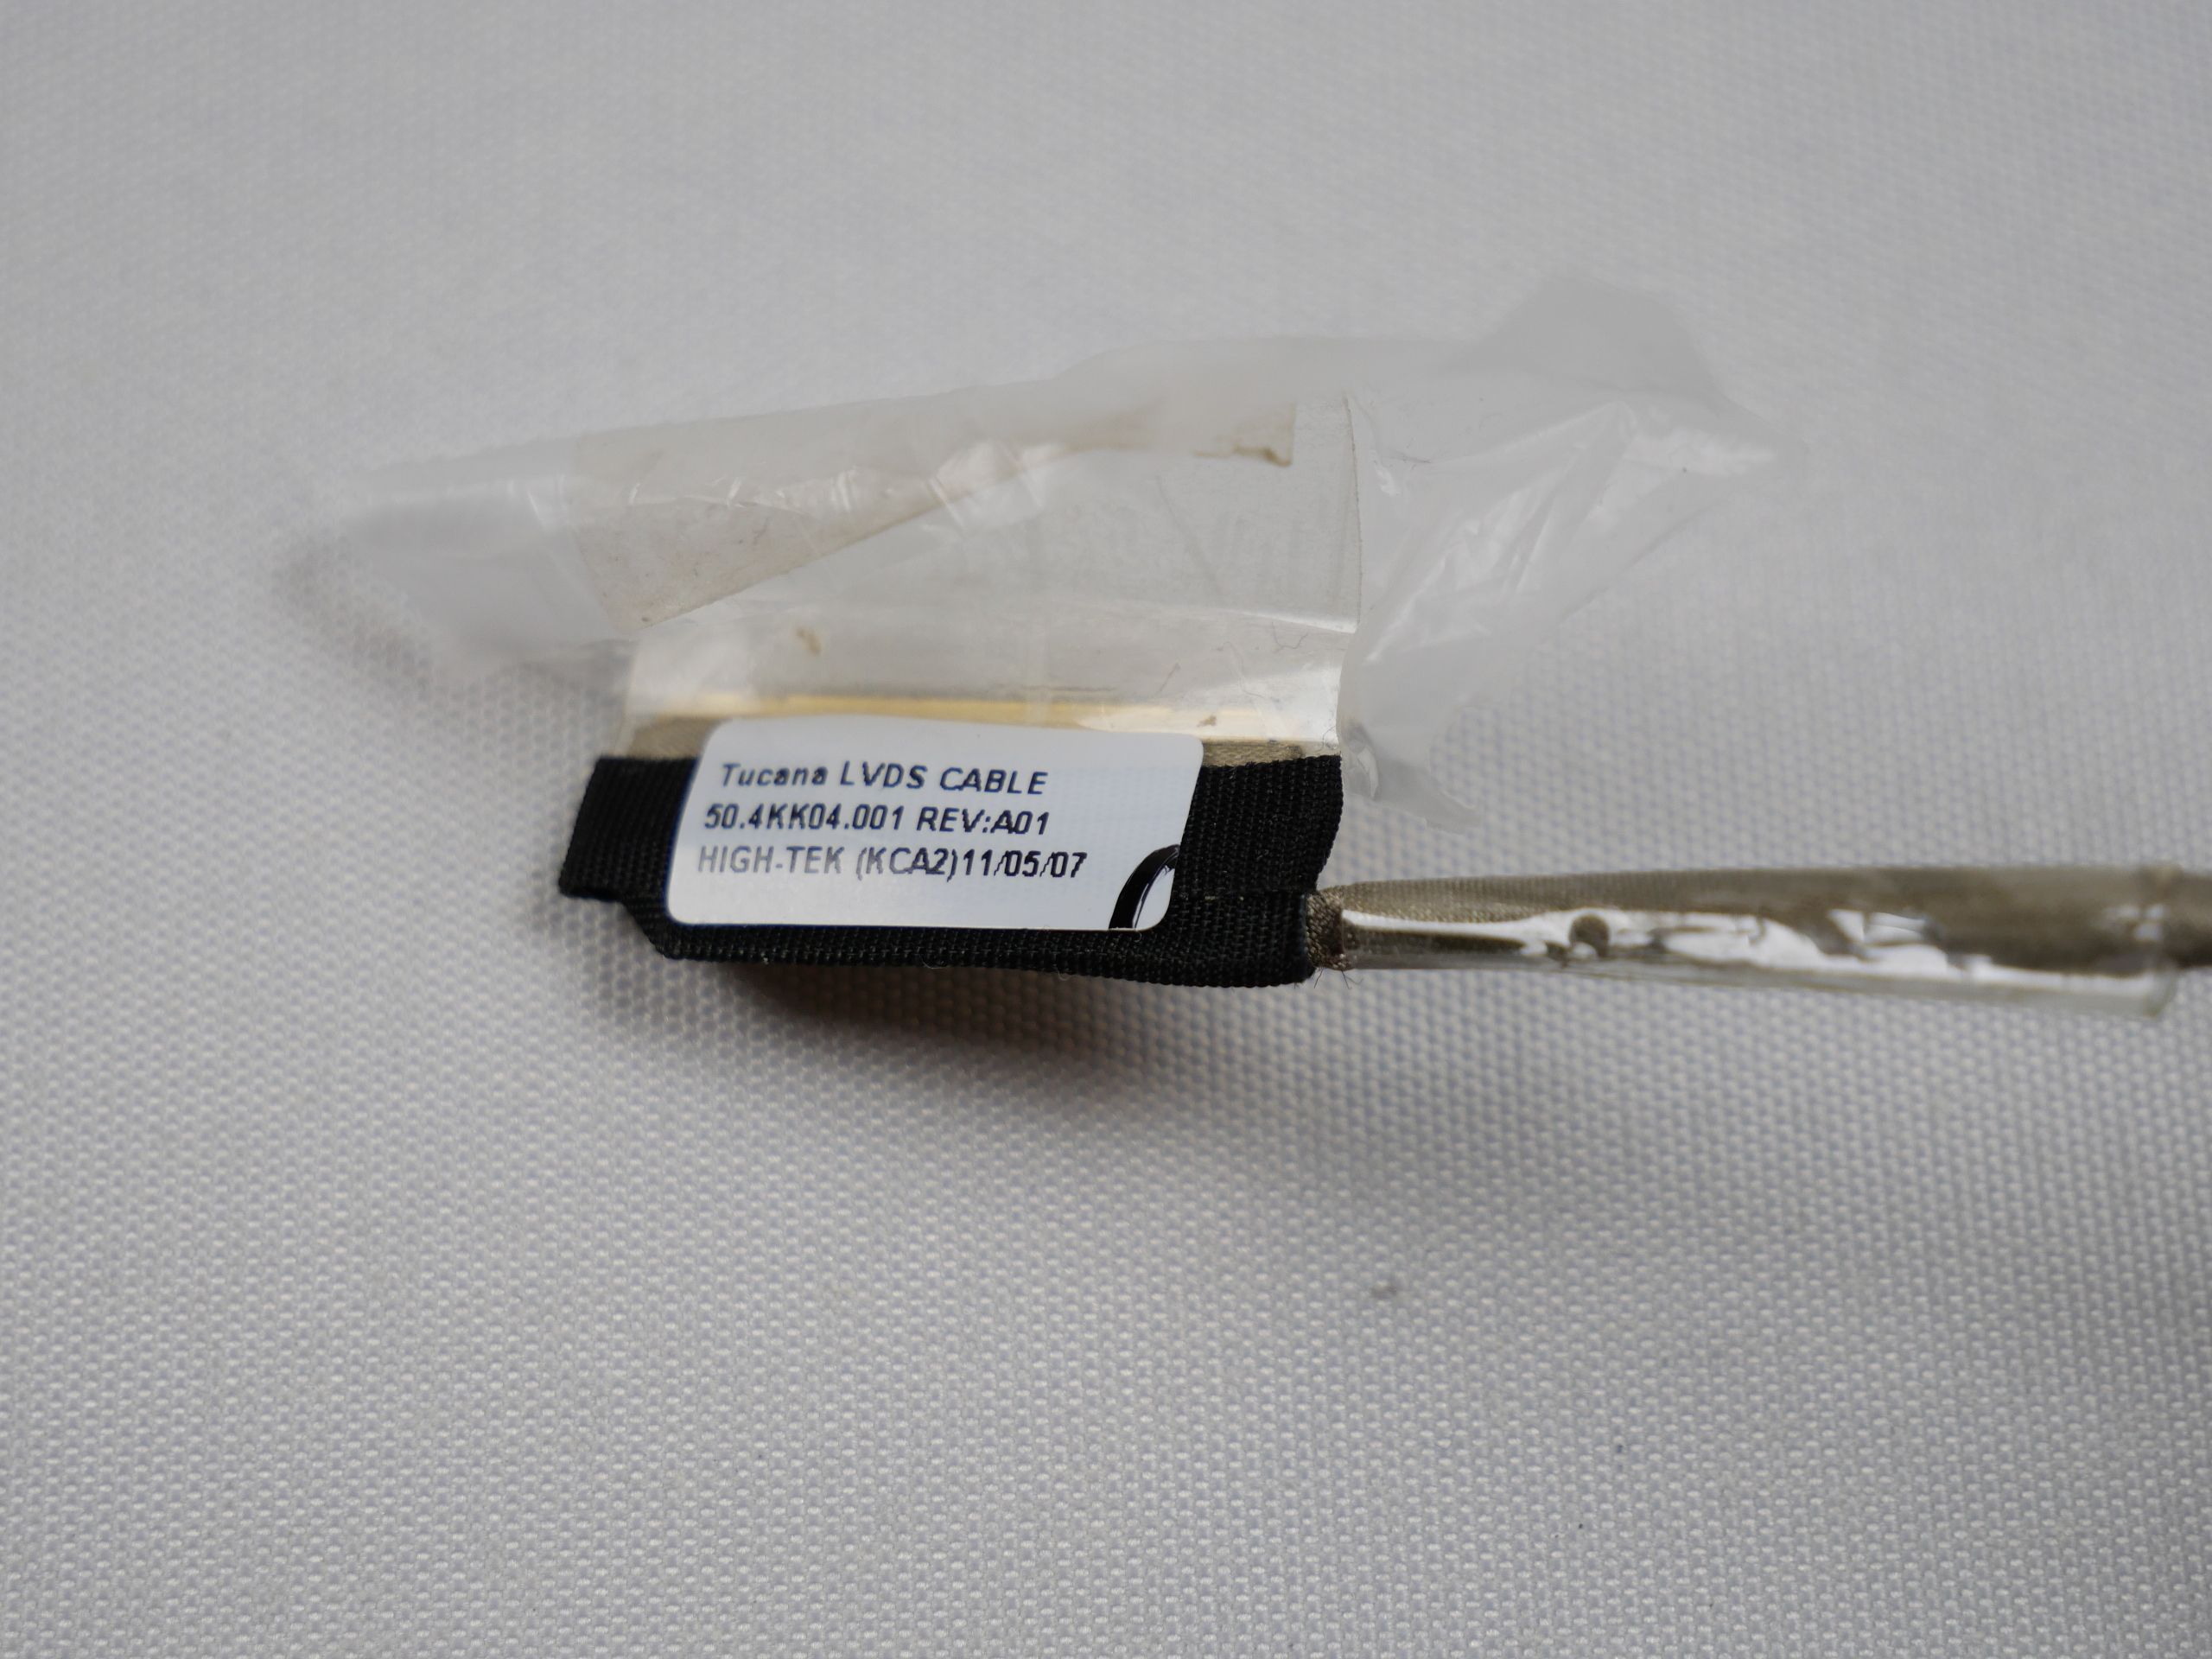 Tucana LVDS CABLE
50.4KK04.001 REV:A01
HIGH-TEK (KCA2)11/05/07